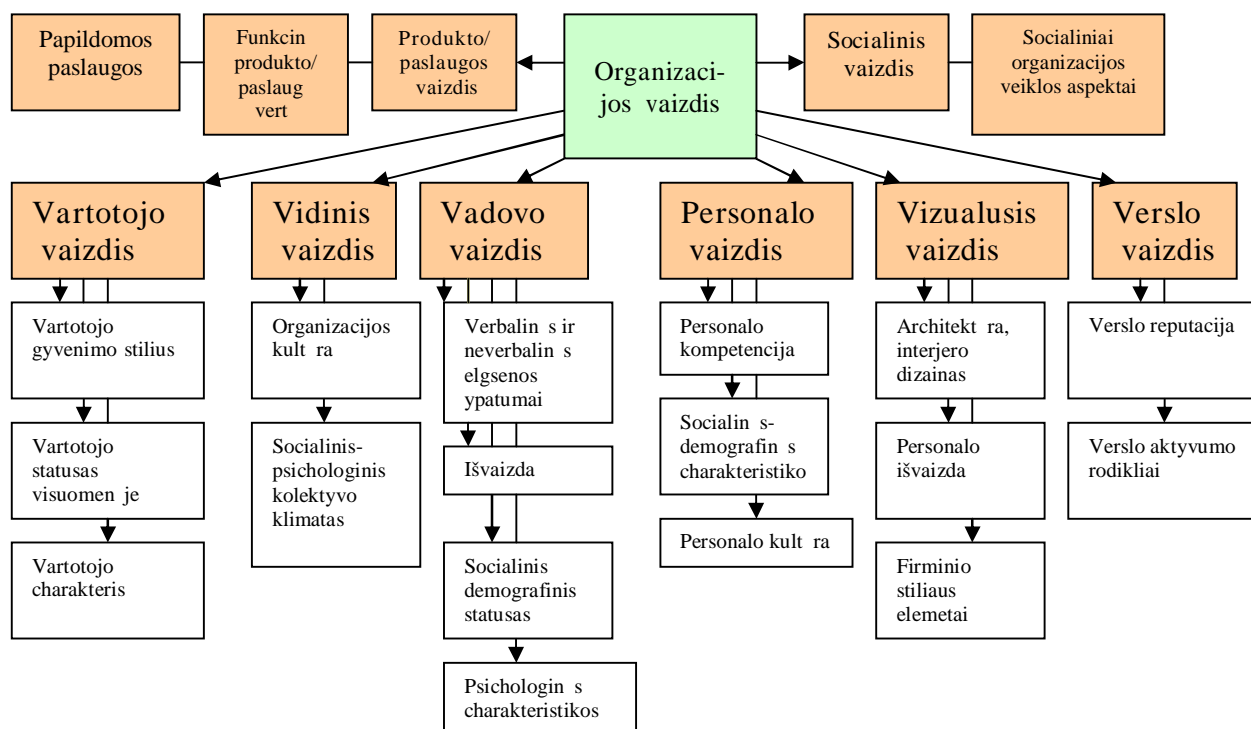 Papildomos
paslaugos
Funkcin
produkto/
paslaug
vert
Produkto/
paslaugos
vaizdis
Organizaci-
jos vaizdis
Socialinis
vaizdis
Socialiniai
organizacijos
veiklos aspektai
Vartotojo
vaizdis
Vidinis
vaizdis
Vadovo
vaizdis
Personalo
vaizdis
Vizualusis
vaizdis
Verslo
vaizdis
Vartotojo
gyvenimo stilius
Vartotojo
statusas
visuomen je
Vartotojo
charakteris
Organizacijos
kult ra
Socialinis-
psichologinis
kolektyvo
klimatas
Verbalin s ir
neverbalin s
elgsenos
ypatumai
Išvaizda
Socialinis
demografinis
statusas
Psichologin s
charakteristikos
Personalo
kompetencija
Socialin s-
demografin s
charakteristiko
Personalo kult ra
Architekt ra,
interjero
dizainas
Personalo
išvaizda
Firminio
stiliaus
elemetai
Verslo reputacija
Verslo aktyvumo
rodikliai